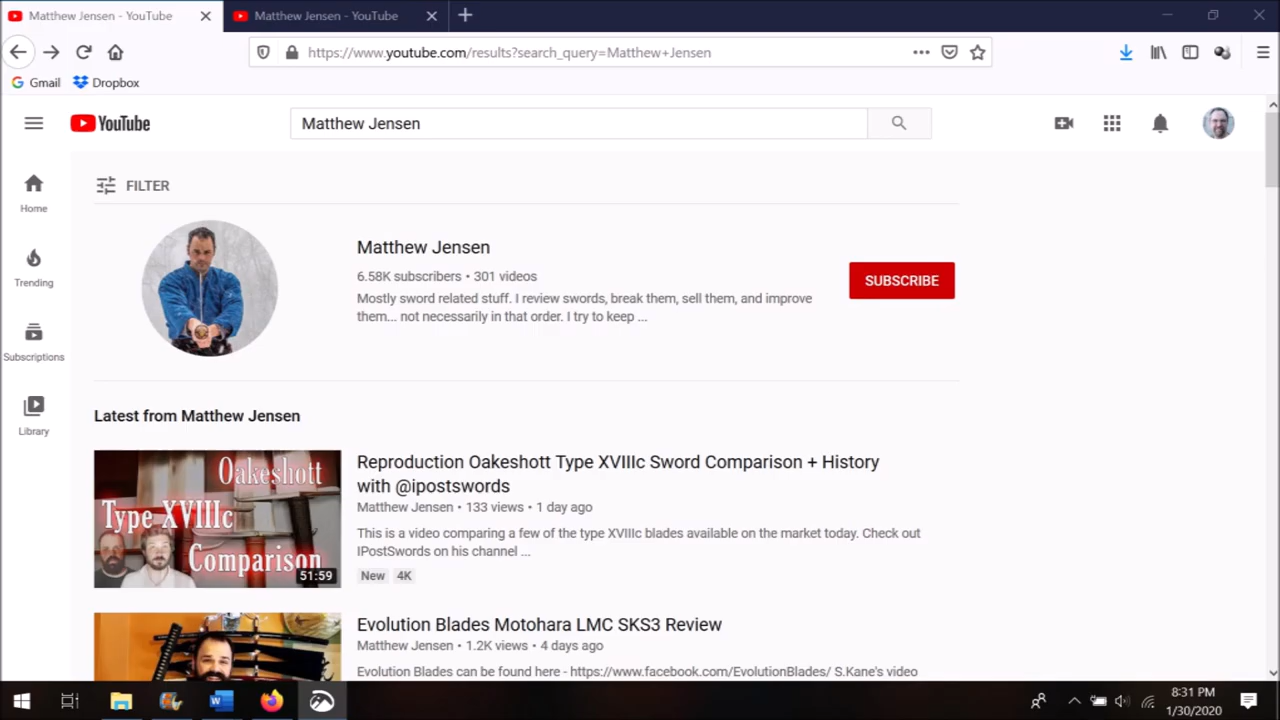 Matthew Jensen - YouTube
Matthew Jensen - YouTube
https://www.youtube.com/results?search_query=Matthew+Jensen
Gmail
Dropbox
YouTube
Matthew Jensen
FILTER
Home
Trending
Subscriptions
Library
Matthew Jensen
6.58K subscribers • 301 videos
Mostly sword related stuff. I review swords, break them, sell them, and improve
them... not necessarily in that order. I try to keep ...
SUBSCRIBE
Latest from Matthew Jensen
Oakeshott
Type XVIIIc
Comparison
51:59
Reproduction Oakeshott Type XVIIIc Sword Comparison + History
with @ipostswords
Matthew Jensen • 133 views • 1 day ago
This is a video comparing a few of the type XVIIIc blades available on the market today. Check out
IPostSwords on his channel ...
New 4K
Evolution Blades Motohara LMC SKS3 Review
Matthew Jensen • 1.2K views • 4 days ago
Evolution Blades can be found here - https://www.facebook.com/EvolutionBlades/ S.Kane's video
8:31 PM
1/30/2020